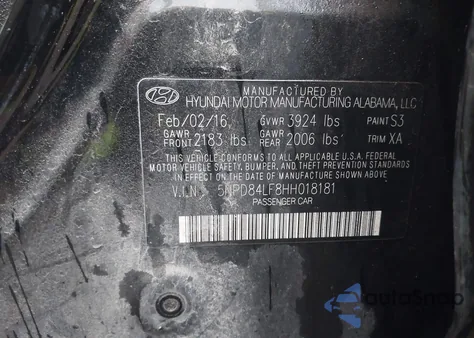 MANUFACTURED BY
HYUNDAI MOTOR MANUFACTURING ALABAMA, LLC
Feb/02/16 GVWR 3924 lbs PAINT S3
GAWR FRONT 2183 lbs GAWR REAR 2006 lbs TRIM XA
THIS VEHICLE CONFORMS TO ALL APPLICABLE U.S.A. FEDERAL
MOTOR VEHICLE SAFETY, BUMPER, AND THEFT PREVENTION STANDARDS
IN EFFECT ON THE DATE OF MANUFACTURE SHOWN ABOVE.
V.I.N : 5NPD84LF8HH018181
PASSENGER CAR
autosnap